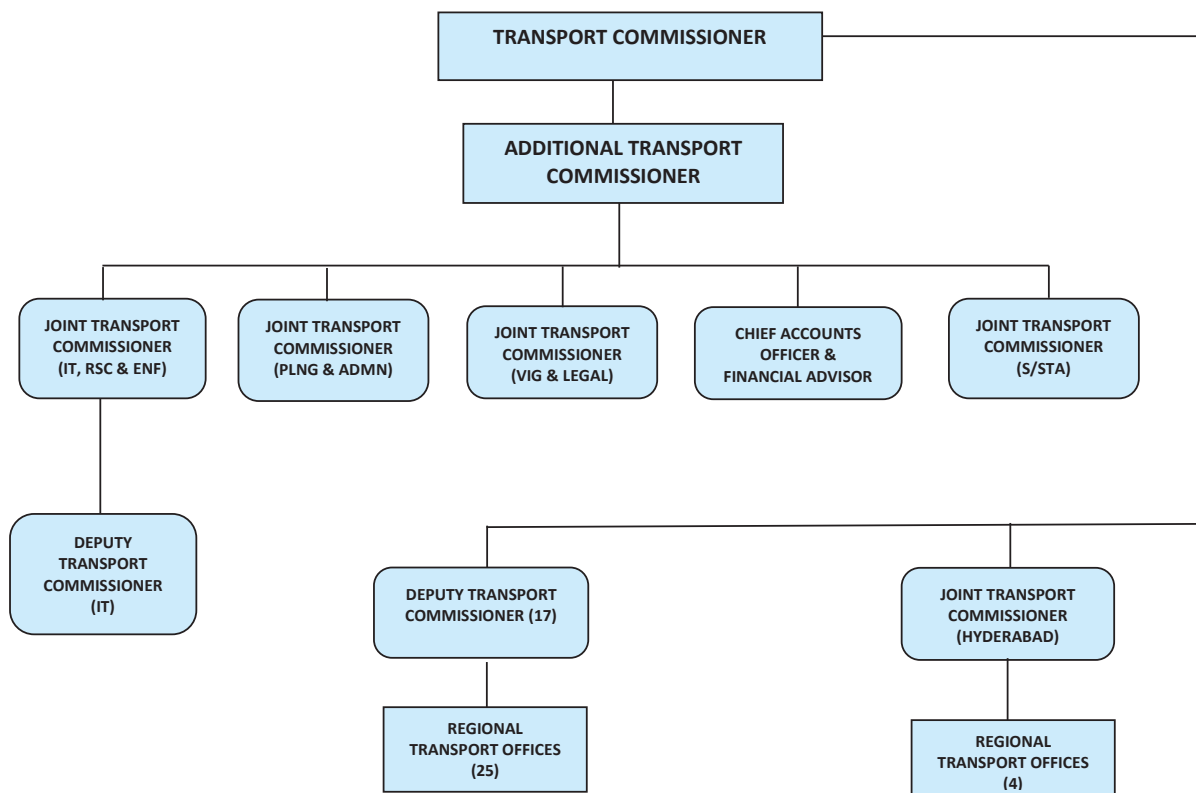 TRANSPORT COMMISSIONER
ADDITIONAL TRANSPORT
COMMISSIONER
JOINT TRANSPORT
COMMISSIONER
(IT, RSC & ENF)
JOINT TRANSPORT
COMMISSIONER
(PLNG & ADMN)
JOINT TRANSPORT
COMMISSIONER
(VIG & LEGAL)
CHIEF ACCOUNTS
OFFICER &
FINANCIAL ADVISOR
JOINT TRANSPORT
COMMISSIONER
(S/STA)
DEPUTY
TRANSPORT
COMMISSIONER
(IT)
DEPUTY TRANSPORT
COMMISSIONER (17)
JOINT TRANSPORT
COMMISSIONER
(HYDERABAD)
REGIONAL
TRANSPORT OFFICES
(25)
REGIONAL
TRANSPORT OFFICES
(4)